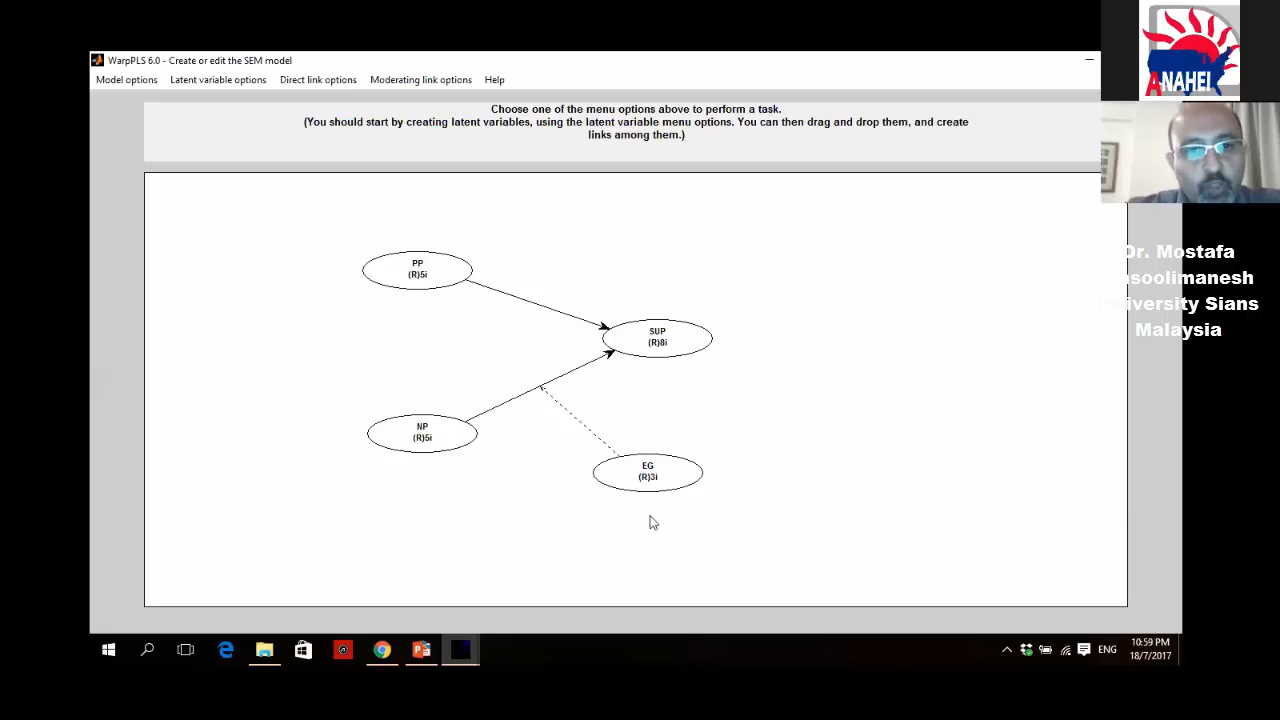 WarpPLS 6.0 - Create or edit the SEM model
Model options Latent variable options Direct link options Moderating link options Help
Choose one of the menu options above to perform a task.
(You should start by creating latent variables, using the latent variable menu options. You can then drag and drop them, and create
links among them.)
PP
(R)5i
SUP
(R)8i
NP
(R)5i
EG
(R)3i
ANAHEI
Dr. Mostafa
soolimanesh
iversity Sians
Malaysia
ENG
10:59 PM
18/7/2017